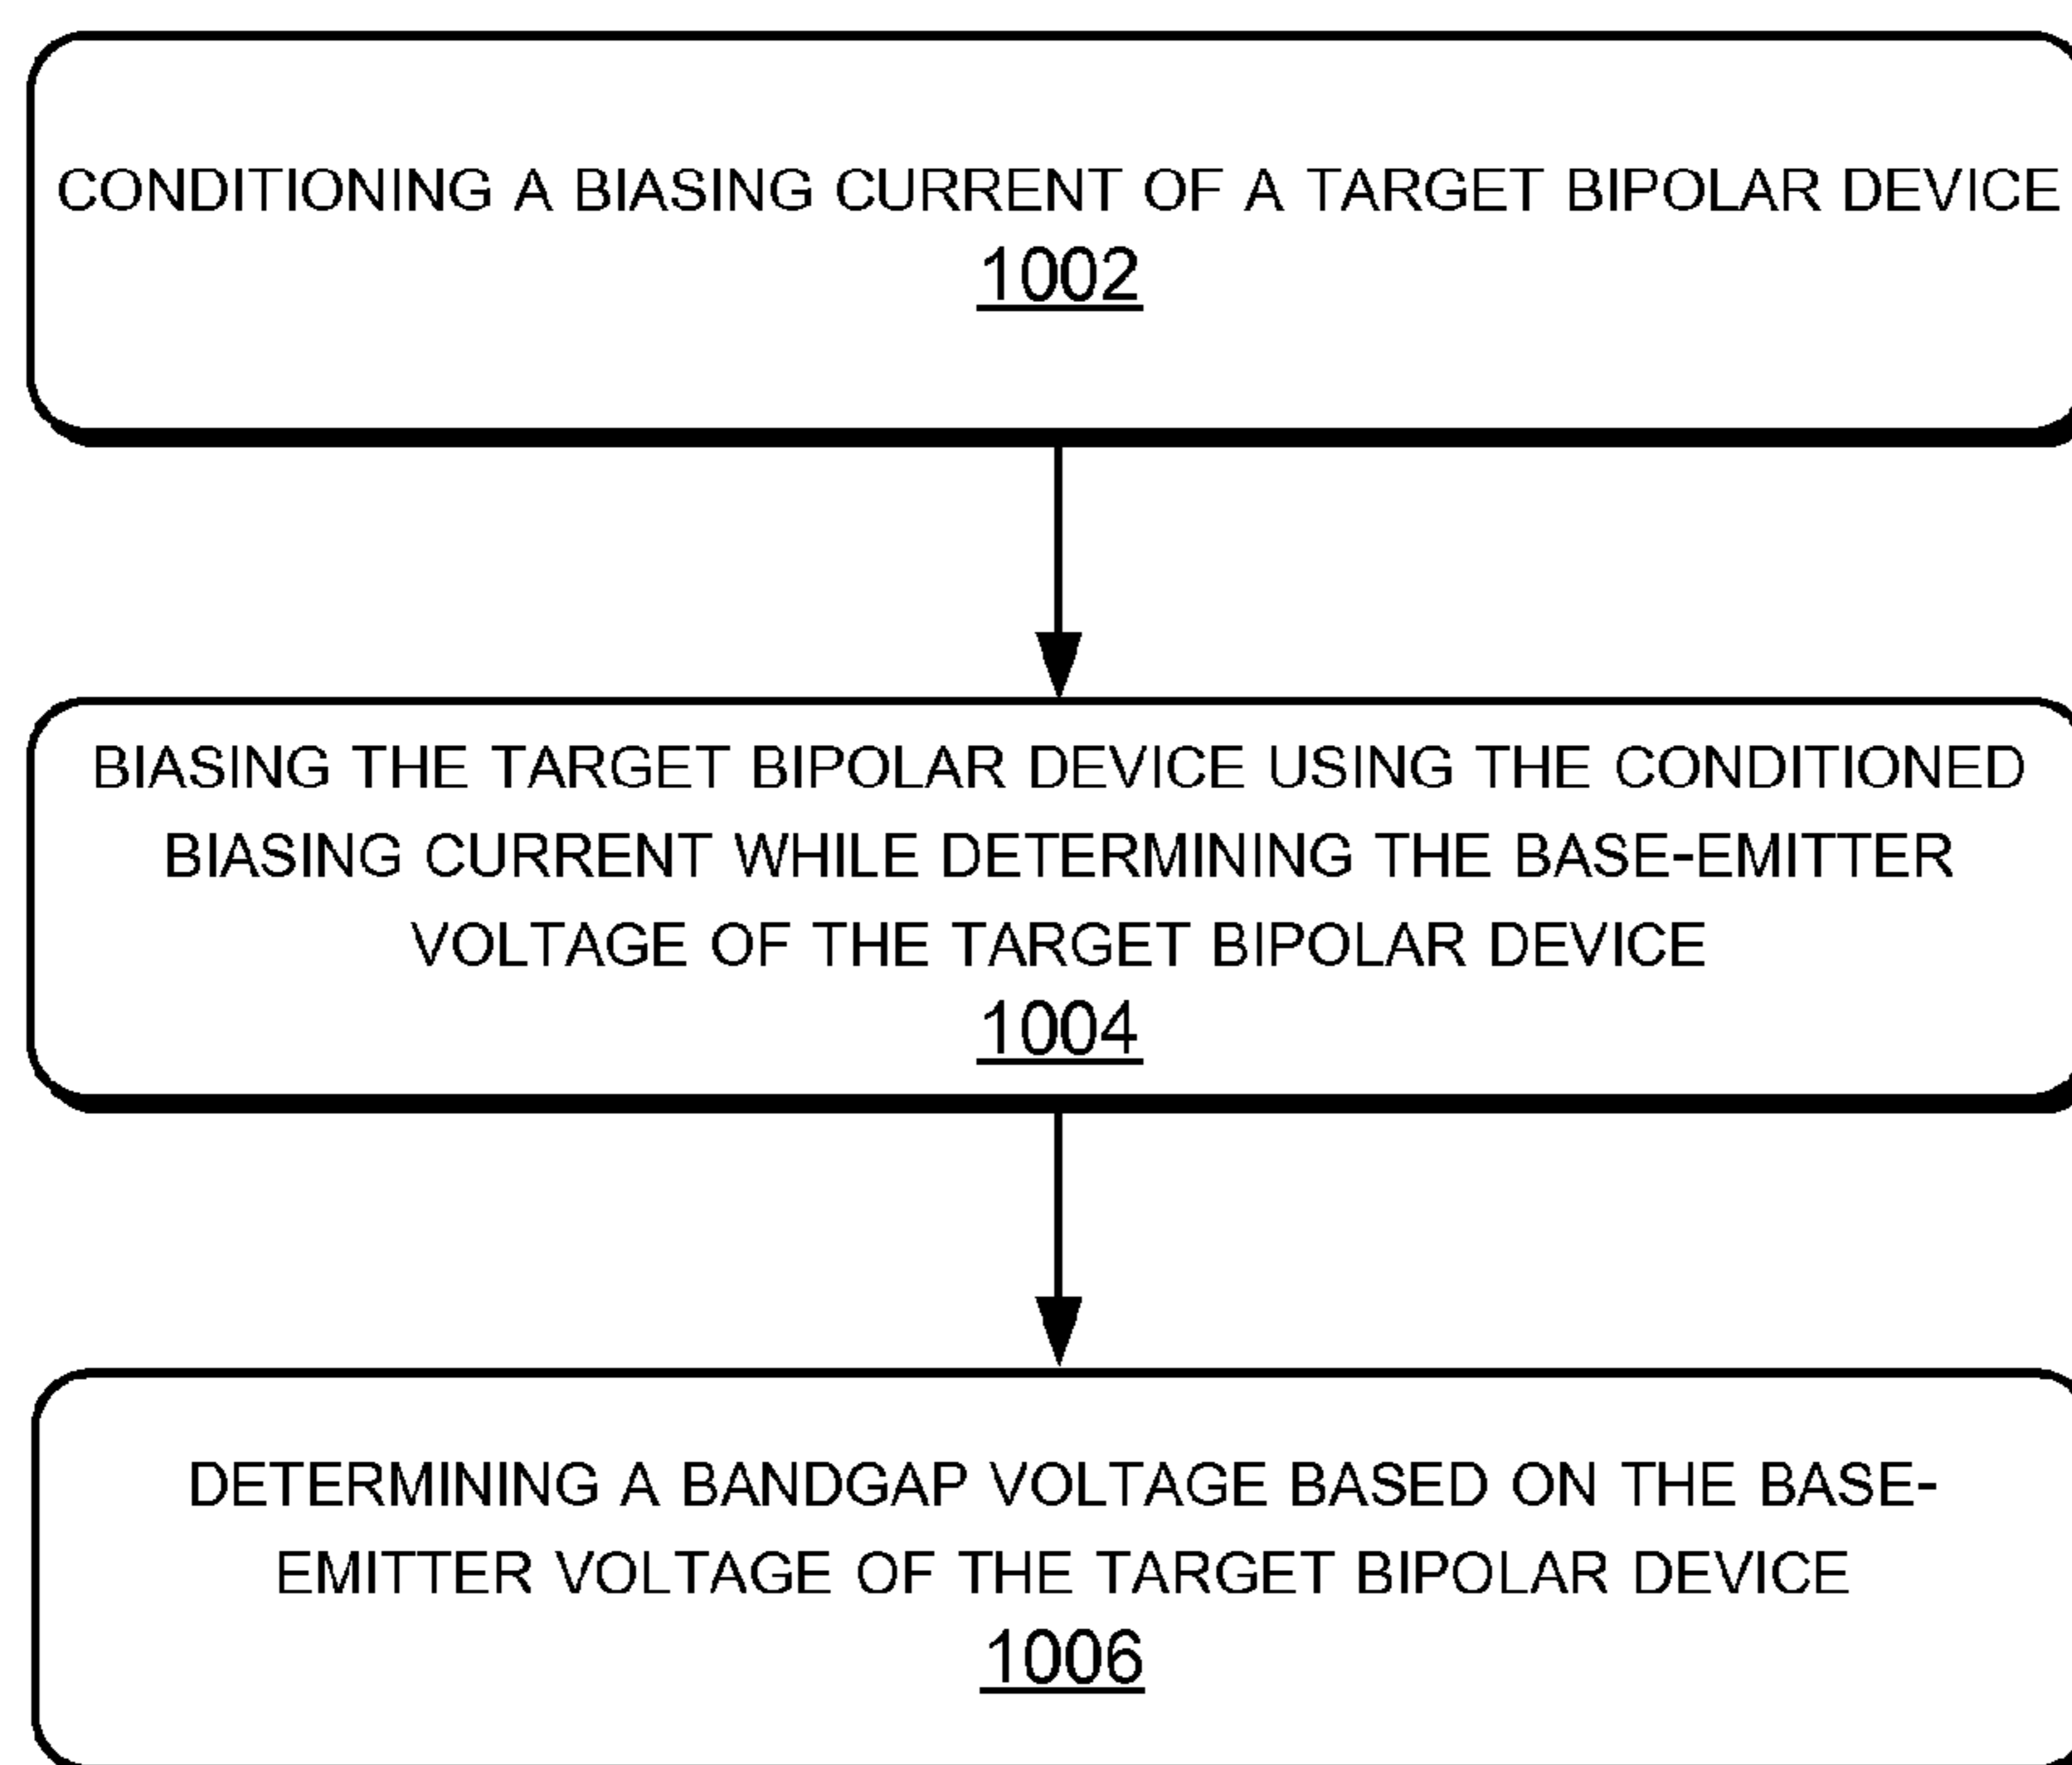 CONDITIONING A BIASING CURRENT OF A TARGET BIPOLAR DEVICE
1002
BIASING THE TARGET BIPOLAR DEVICE USING THE CONDITIONED
BIASING CURRENT WHILE DETERMINING THE BASE-EMITTER
VOLTAGE OF THE TARGET BIPOLAR DEVICE
1004
DETERMINING A BANDGAP VOLTAGE BASED ON THE BASE-
EMITTER VOLTAGE OF THE TARGET BIPOLAR DEVICE
1006